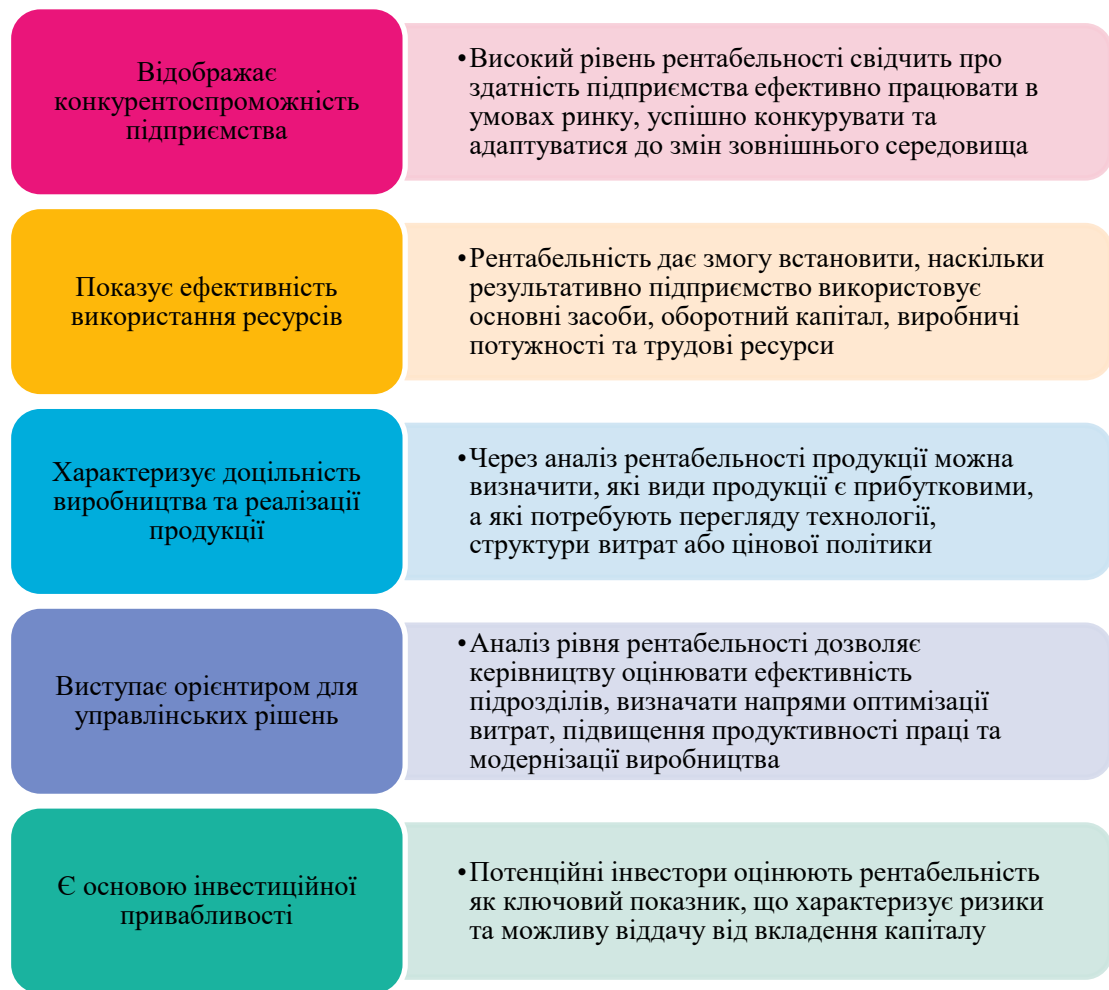 Відображає
конкурентоспроможність
підприємства
•Високий рівень рентабельності свідчить про
здатність підприємства ефективно працювати в
умовах ринку, успішно конкурувати та
адаптуватися до змін зовнішнього середовища
Показує ефективність
використання ресурсів
•Рентабельність дає змогу встановити, наскільки
результативно підприємство використовує
основні засоби, оборотний капітал, виробничі
потужності та трудові ресурси
Характеризує доцільність
виробництва та реалізації
продукції
•Через аналіз рентабельності продукції можна
визначити, які види продукції є прибутковими,
а які потребують перегляду технології,
структури витрат або цінової політики
Виступає орієнтиром для
управлінських рішень
•Аналіз рівня рентабельності дозволяє
керівництву оцінювати ефективність
підрозділів, визначати напрями оптимізації
витрат, підвищення продуктивності праці та
модернізації виробництва
Є основою інвестиційної
привабливості
•Потенційні інвестори оцінюють рентабельність
як ключовий показник, що характеризує ризики
та можливу віддачу від вкладення капіталу